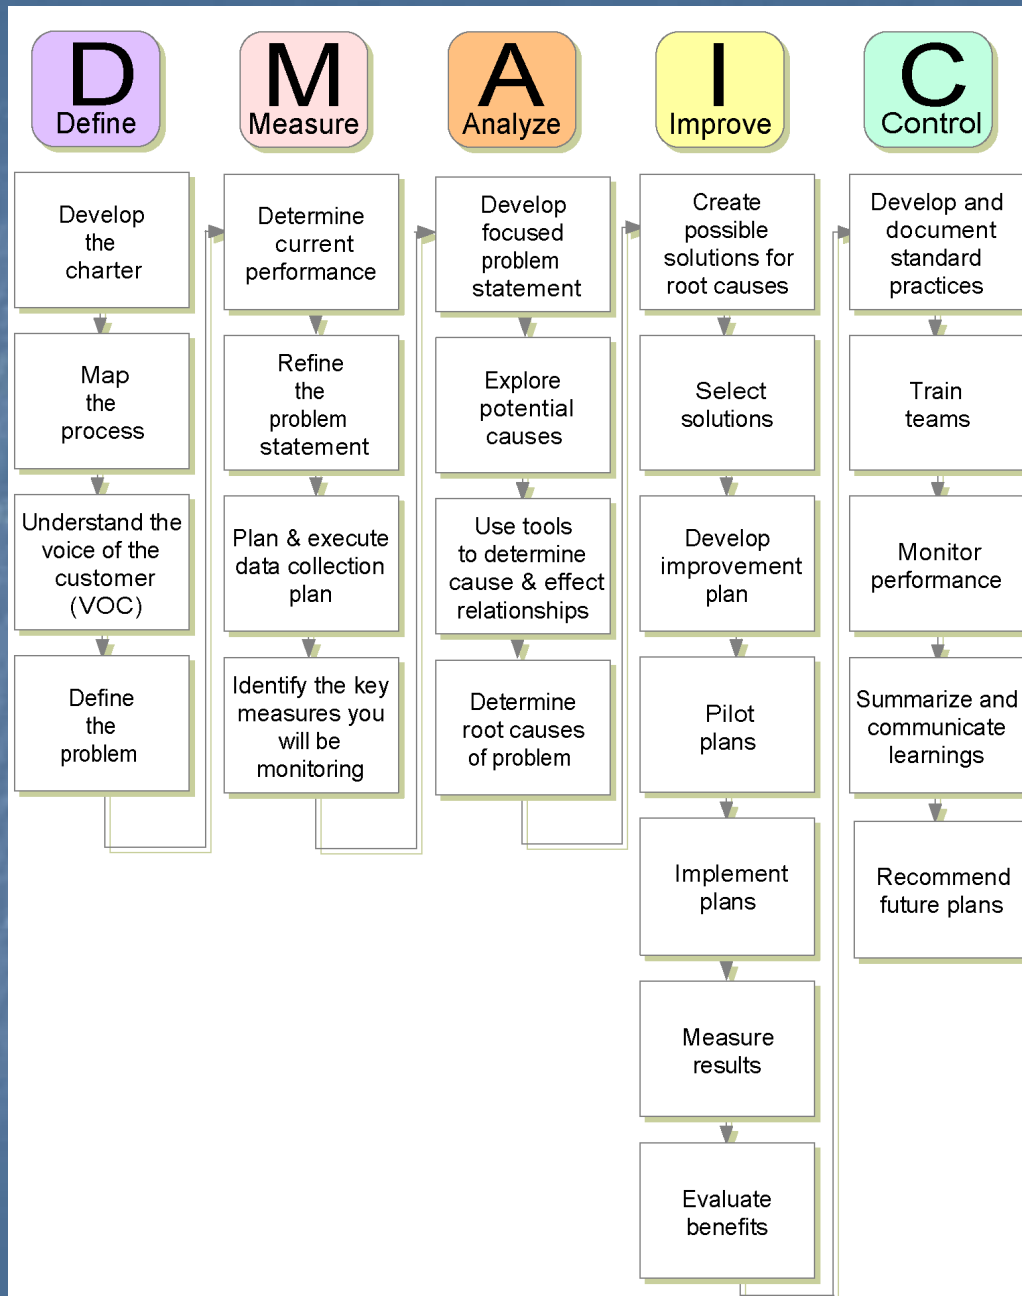 D
Define
M
Measure
A
Analyze
I
Improve
C
Control
Develop
the
charter
Map
the
process
Understand the
voice of the
customer
(VOC)
Define
the
problem
Determine
current
performance
Refine
the
problem
statement
Plan & execute
data collection
plan
Identify the key
measures you
will be
monitoring
Develop
focused
problem
statement
Explore
potential
causes
Use tools
to determine
cause & effect
relationships
Determine
root causes
of problem
Create
possible
solutions for
root causes
Select
solutions
Develop
improvement
plan
Pilot
plans
Implement
plans
Measure
results
Evaluate
benefits
Develop and
document
standard
practices
Train
teams
Monitor
performance
Summarize and
communicate
learnings
Recommend
future plans